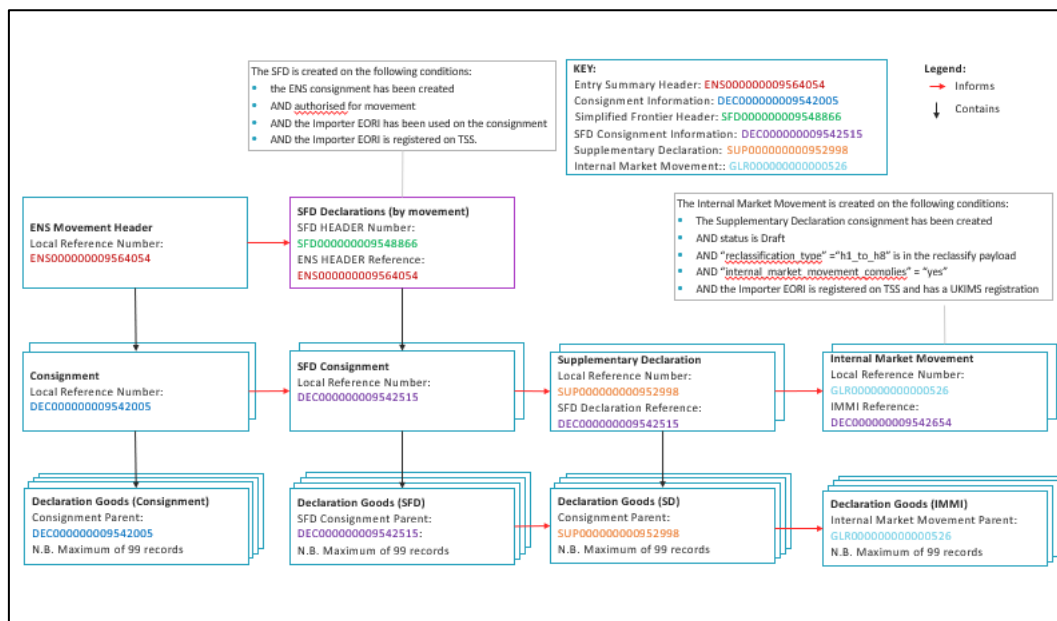 The SFD is created on the following conditions:
the ENS consignment has been created
AND authorised for movement
AND the Importer EORI has been used on the consignment
AND the Importer EORI is registered on TSS.
KEY:
Entry Summary Header: ENS000000009564054
Consignment Information: DEC000000009542005
Simplified Frontier Header: SFD000000009548866
SFD Consignment Information: DEC000000009542515
Supplementary Declaration: SUP000000000952998
Internal Market Movement:: GLR000000000000526
Legend:
Informs
Contains
ENS Movement Header
Local Reference Number:
ENS000000009564054
SFD Declarations (by movement)
SFD HEADER Number:
SFD000000009548866
ENS HEADER Reference:
ENS000000009564054
The Internal Market Movement is created on the following conditions:
The Supplementary Declaration consignment has been created
AND status is Draft
AND “reclassification_type” =“h1_to_h8” is in the reclassify payload
AND “internal_market_movement_complies” = “yes”
AND the Importer EORI is registered on TSS and has a UKIMS registration
Consignment
Local Reference Number:
DEC000000009542005
SFD Consignment
Local Reference Number:
DEC000000009542515
Supplementary Declaration
Local Reference Number:
SUP000000000952998
SFD Declaration Reference:
DEC000000009542515
Internal Market Movement
Local Reference Number:
GLR000000000000526
IMMI Reference:
DEC000000009542654
Declaration Goods (Consignment)
Consignment Parent:
DEC000000009542005
N.B. Maximum of 99 records
Declaration Goods (SFD)
SFD Consignment Parent:
DEC000000009542515:
N.B. Maximum of 99 records
Declaration Goods (SD)
Consignment Parent:
SUP000000000952998
N.B. Maximum of 99 records
Declaration Goods (IMMI)
Internal Market Movement Parent:
GLR000000000000526
N.B. Maximum of 99 records